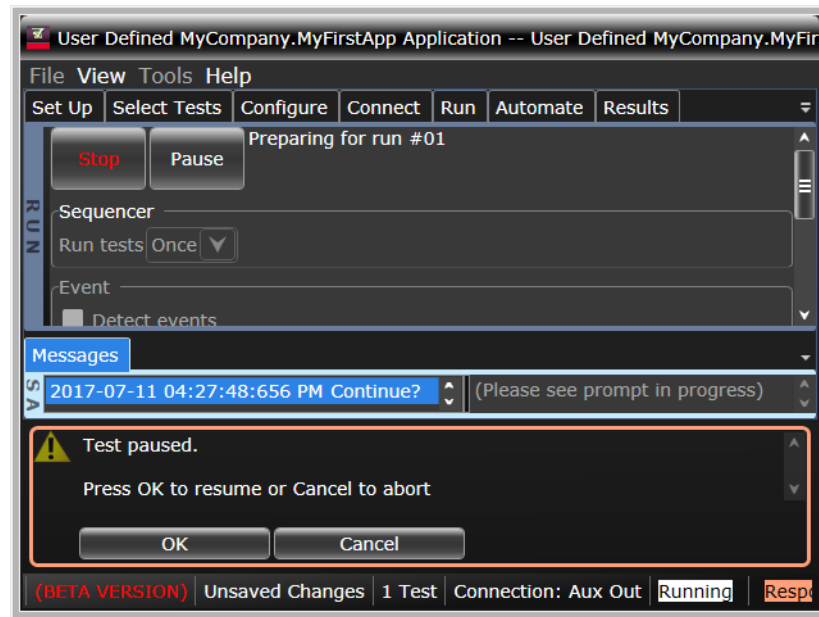 User Defined MyCompany.MyFirstApp Application -- User Defined MyCompany.MyFir
File View Tools Help
Set Up Select Tests Configure Connect Run Automate Results
Stop Pause Preparing for run #01
RUN
Sequencer
Run tests Once
Event
Detect events
Messages
SA
2017-07-11 04:27:48:656 PM Continue? (Please see prompt in progress)
Test paused.
Press OK to resume or Cancel to abort
OK Cancel
(BETA VERSION) Unsaved Changes 1 Test Connection: Aux Out Running Respo